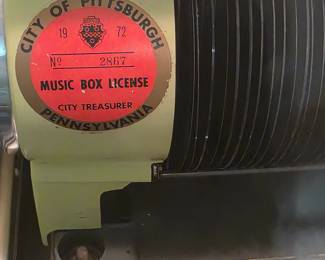 CITY OF PITTSBURGH
19 72
Nº 2867
MUSIC BOX LICENSE
CITY TREASURER
PENNSYLVANIA